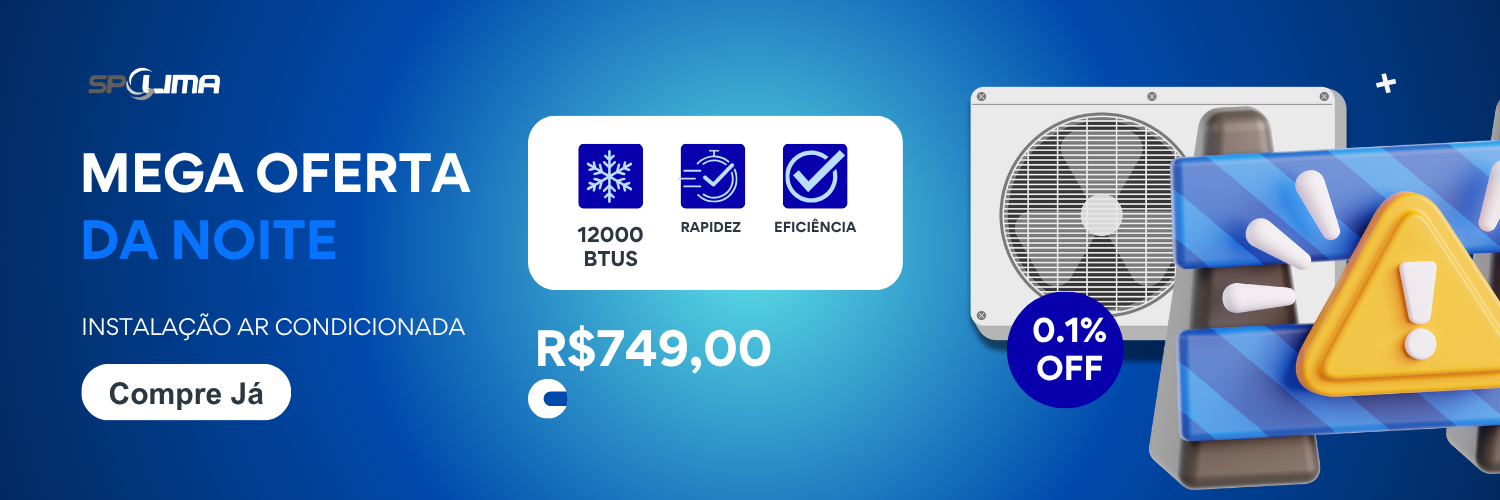 SPCLIMA
MEGA OFERTA
DA NOITE
INSTALAÇÃO AR CONDICIONADA
Compre Já
12000
BTUS
RAPIDEZ
EFICIÊNCIA
R$749,00
0.1%
OFF